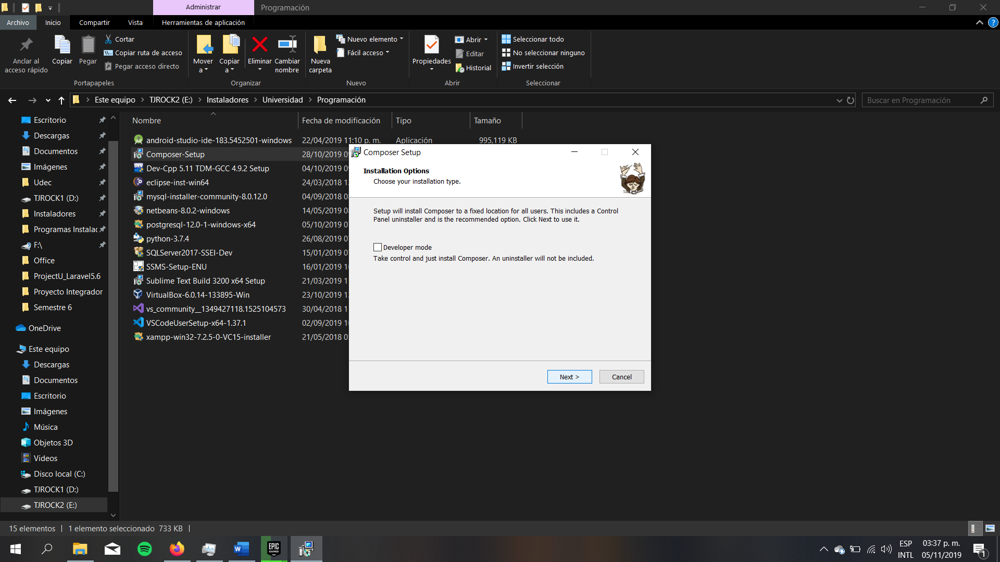 Administrar
Programación
Archivo
Inicio
Compartir
Vista
Herramientas de aplicación
Anclar al
acceso rápido
Copiar
Pegar
Cortar
Copiar ruta de acceso
Pegar acceso directo
Portapapeles
Mover
a
Copiar
a
Eliminar
Cambiar
nombre
Organizar
Nueva
carpeta
Nuevo elemento
Fácil acceso
Nuevo
Propiedades
Abrir
Editar
Historial
Abrir
Seleccionar todo
No seleccionar ninguno
Invertir selección
Seleccionar
Este equipo
TJROCK2 (E:)
Instaladores
Universidad
Programación
Buscar en Programación
Escritorio
Descargas
Documentos
Imágenes
Udec
TJROCK1 (D:)
Instaladores
Programas Instalac
F:\
Office
ProjectU_Laravel5.6
Proyecto Integrador
Semestre 6
OneDrive
Este equipo
Descargas
Documentos
Escritorio
Imágenes
Música
Objetos 3D
Videos
Disco local (C:)
TJROCK1 (D:)
TJROCK2 (E:)
Nombre
Fecha de modificación
Tipo
Tamaño
android-studio-ide-183.5452501-windows 22/04/2019 11:10 p. m. Aplicación 995,119 KB
Composer-Setup 28/10/2019 0
Dev-Cpp 5.11 TDM-GCC 4.9.2 Setup 04/10/2019 0
eclipse-inst-win64 24/03/2018 1
mysql-installer-community-8.0.12.0 04/09/2018 0
netbeans-8.0.2-windows 14/05/2019 0
postgresql-12.0-1-windows-x64 05/10/2019 0
python-3.7.4 26/08/2019 0
SQLServer2017-SSEI-Dev 15/01/2019 0
SSMS-Setup-ENU 16/01/2019 1
Sublime Text Build 3200 x64 Setup 21/03/2019 1
VirtualBox-6.0.14-133895-Win 23/10/2019 1
vs_community__1349427118.1525104573 30/04/2018 1
VSCodeUserSetup-x64-1.37.1 02/09/2019 1
xampp-win32-7.2.5-0-VC15-installer 21/05/2018 0
Composer Setup
Installation Options
Choose your installation type.
Setup will install Composer to a fixed location for all users. This includes a Control
Panel uninstaller and is the recommended option. Click Next to use it.
Developer mode
Take control and just install Composer. An uninstaller will not be included.
Next >
Cancel
15 elementos
1 elemento seleccionado 733 KB
EPIC
GAMES
ESP
INTL
03:37 p. m.
05/11/2019
1